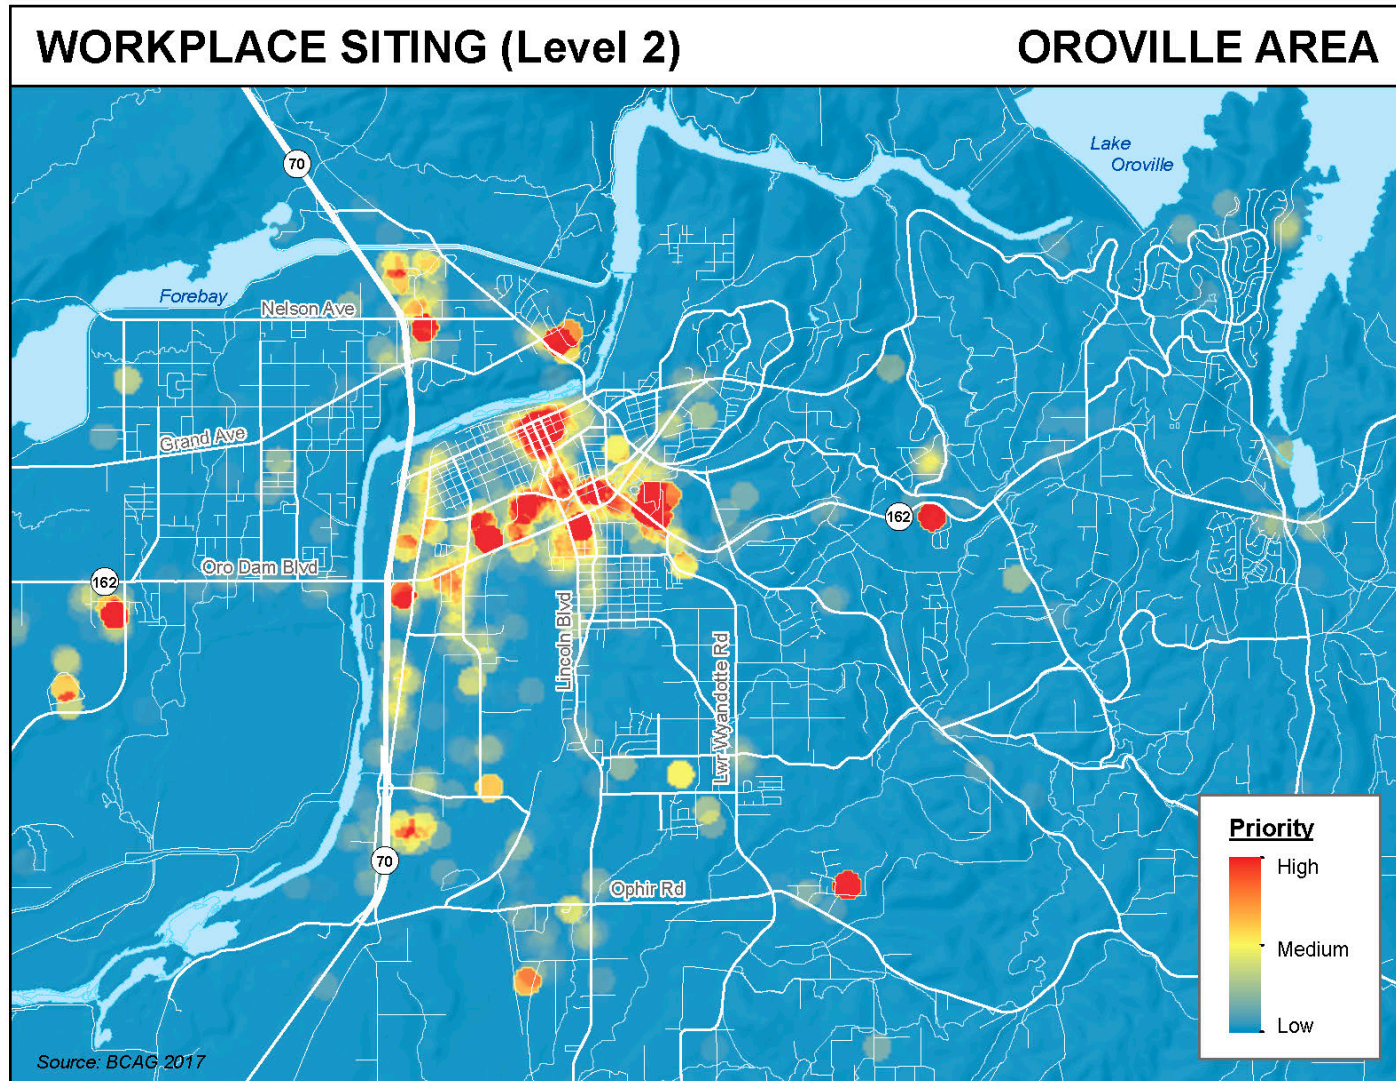 WORKPLACE SITING (Level 2)
OROVILLE AREA
70
Lake
Oroville
Forebay
Nelson Ave
Grand Ave
162
162
Oro Dam Blvd
Lincoln Blvd
Lwr Wyandotte Rd
70
Ophir Rd
Priority
High
Medium
Low
Source: BCAG 2017